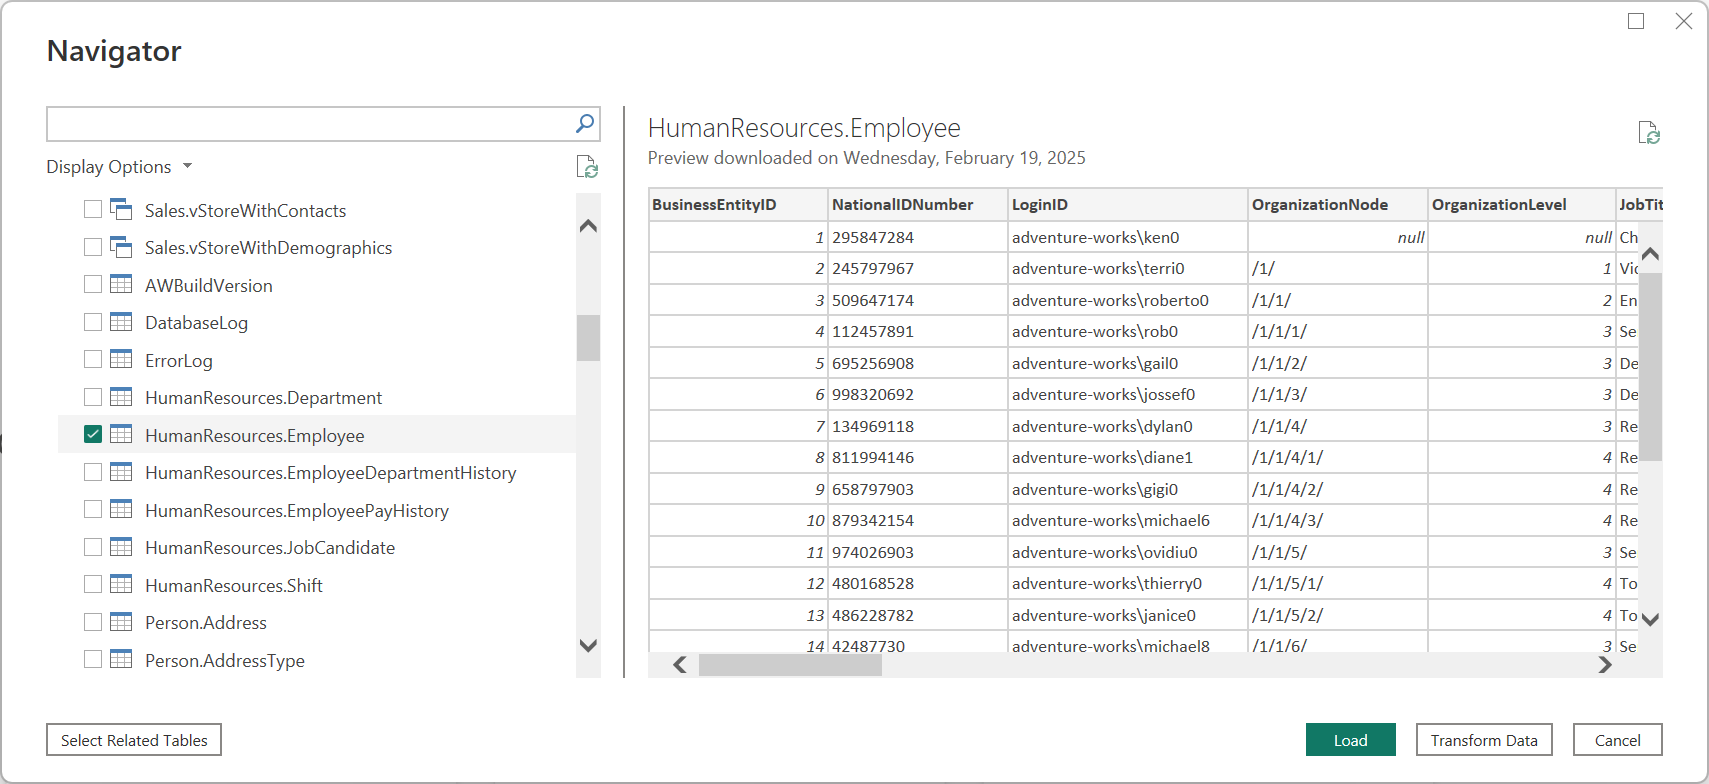 Navigator
Display Options
Sales.vStoreWithContacts
Sales.vStoreWithDemographics
AWBuildVersion
DatabaseLog
ErrorLog
HumanResources.Department
HumanResources.Employee
HumanResources.EmployeeDepartmentHistory
HumanResources.EmployeePayHistory
HumanResources.JobCandidate
HumanResources.Shift
Person.Address
Person.AddressType
HumanResources.Employee
Preview downloaded on Wednesday, February 19, 2025
BusinessEntityID NationalIDNumber LoginID OrganizationNode OrganizationLevel JobTit
1 295847284 adventure-works\ken0 null null Ch
2 245797967 adventure-works\terri0 /1/ 1 Vic
3 509647174 adventure-works\roberto0 /1/1/ 2 En
4 112457891 adventure-works\rob0 /1/1/1/ 3 Se
5 695256908 adventure-works\gail0 /1/1/2/ 3 De
6 998320692 adventure-works\jossef0 /1/1/3/ 3 De
7 134969118 adventure-works\dylan0 /1/1/4/ 3 Re
8 811994146 adventure-works\diane1 /1/1/4/1/ 4 Re
9 658797903 adventure-works\gigi0 /1/1/4/2/ 4 Re
10 879342154 adventure-works\michael6 /1/1/4/3/ 4 Re
11 974026903 adventure-works\ovidiu0 /1/1/5/ 3 Se
12 480168528 adventure-works\thierry0 /1/1/5/1/ 4 To
13 486228782 adventure-works\janice0 /1/1/5/2/ 4 To
14 42487730 adventure-works\michael8 /1/1/6/ 3 Se
Select Related Tables
Load
Transform Data
Cancel